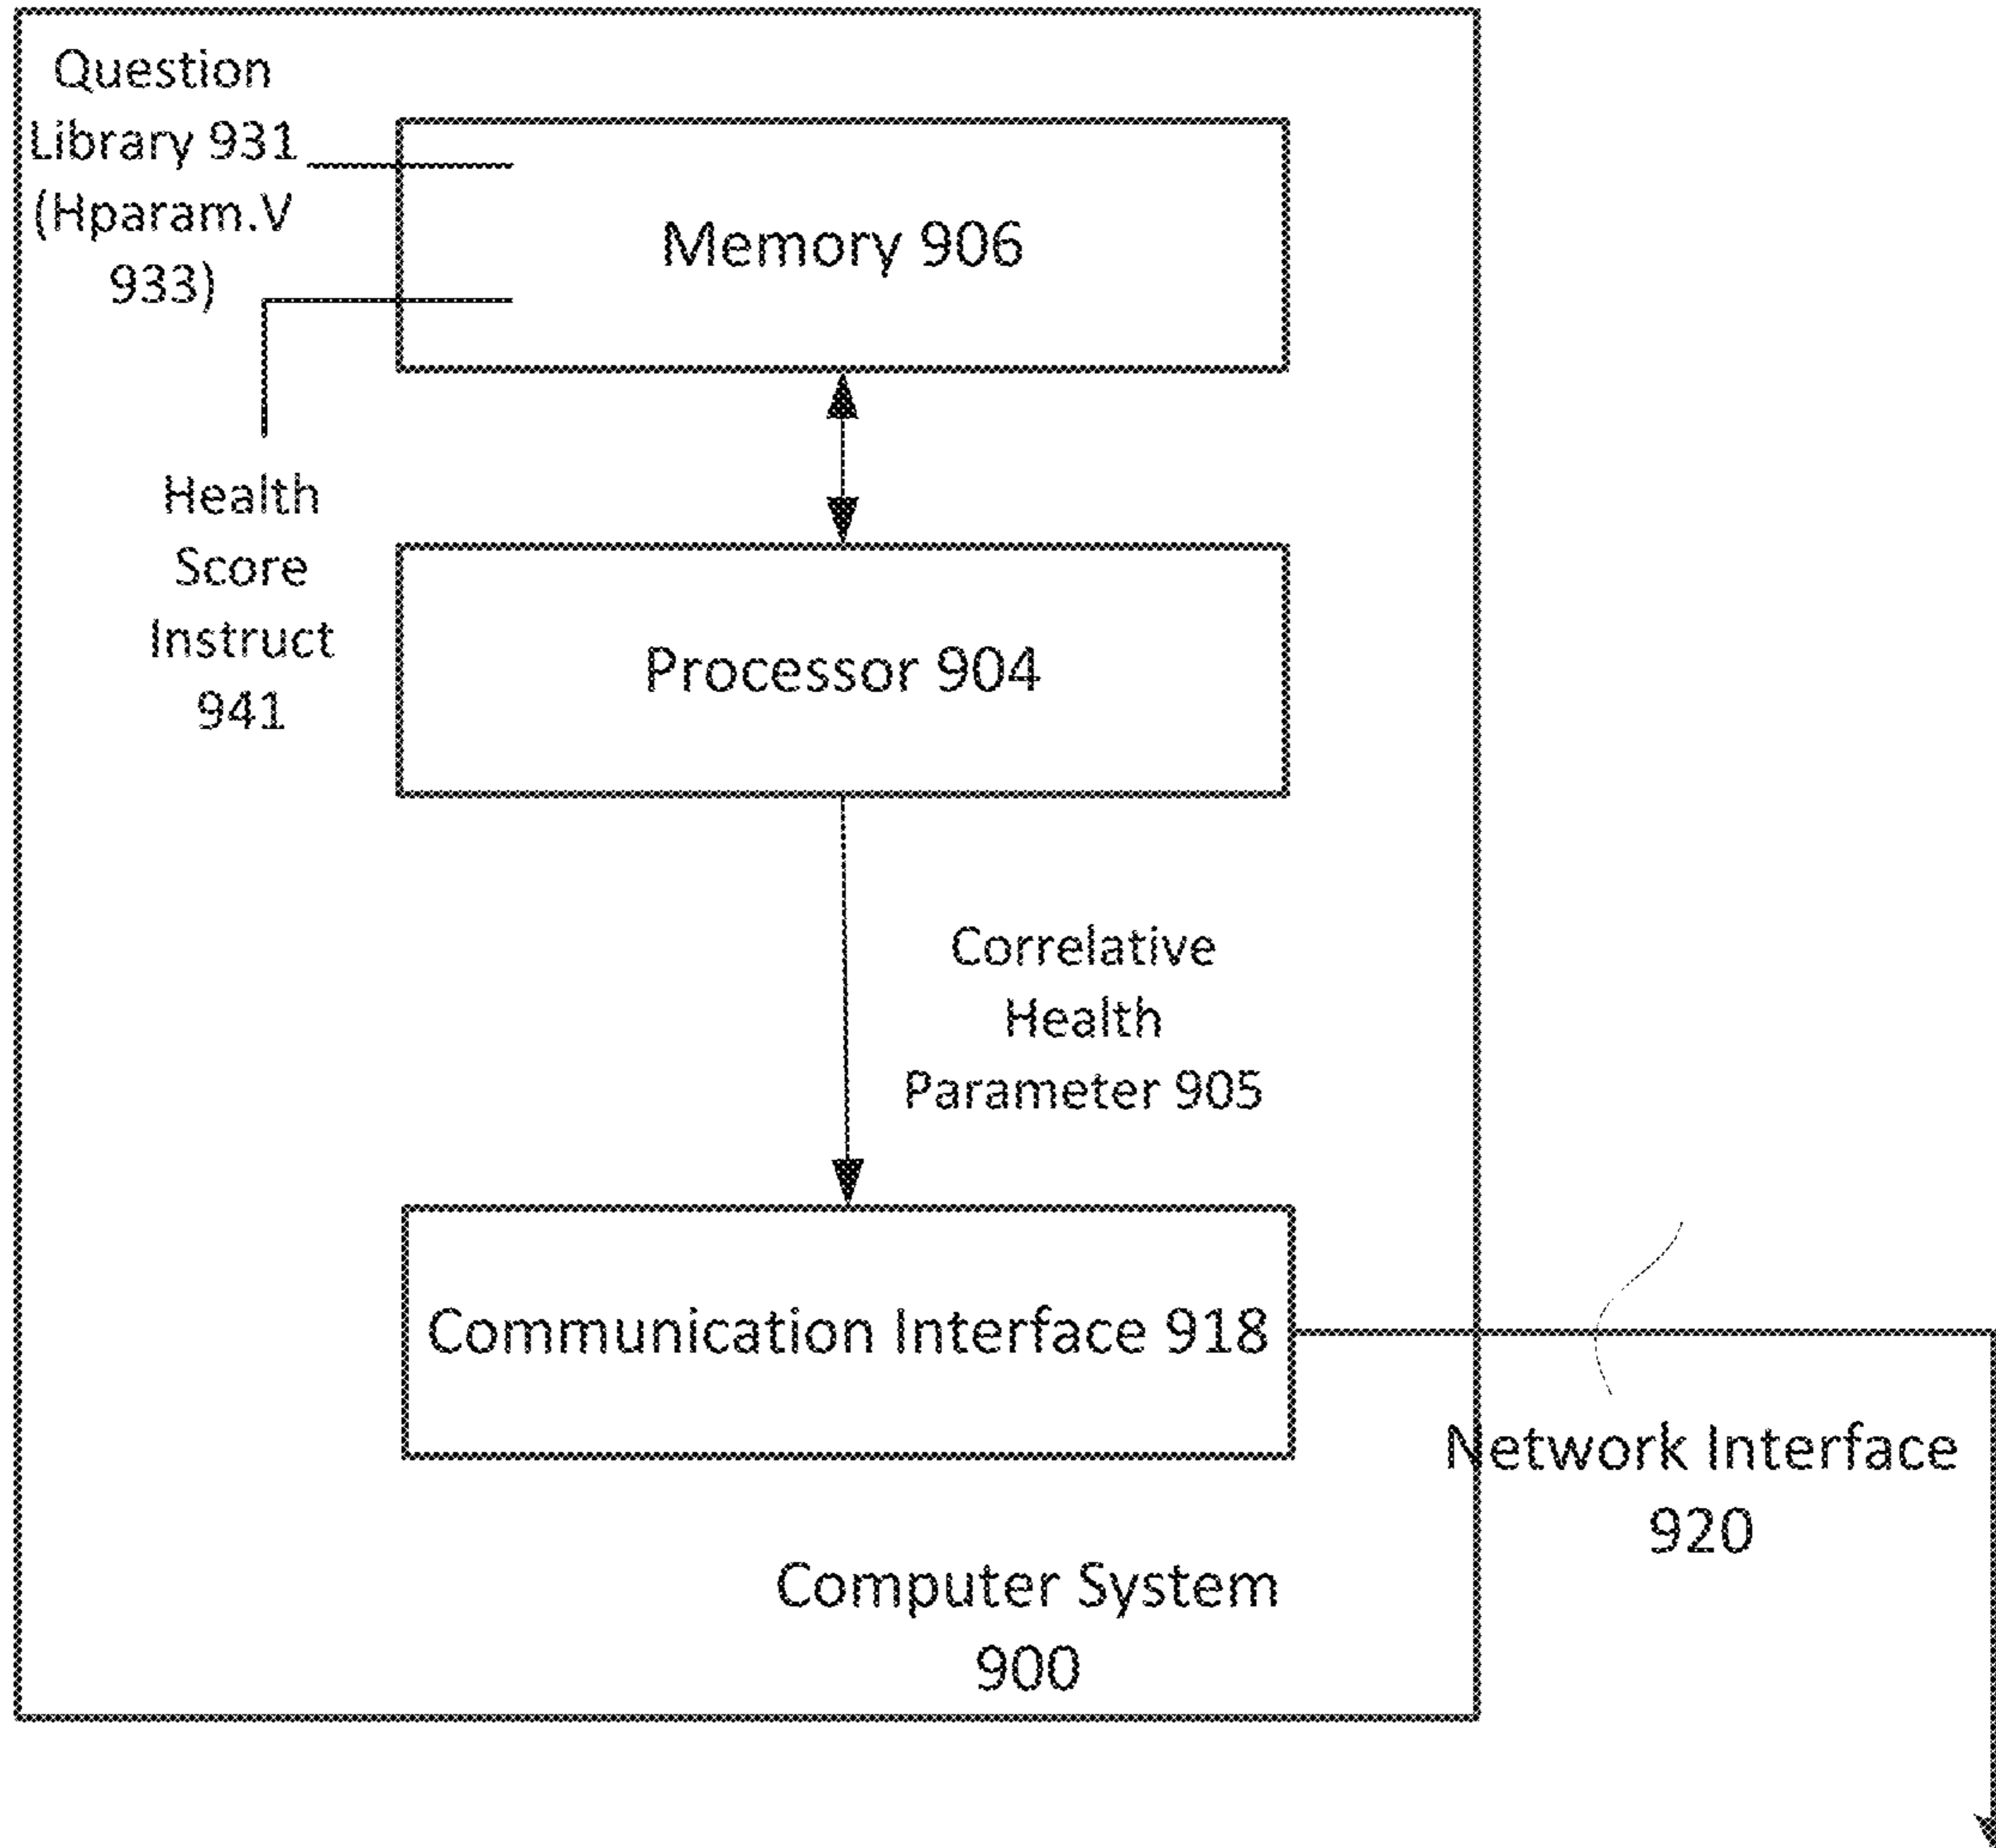 Question
Library 931
(Hparam.V
933)
Memory 906
Health
Score
Instruct
941
Processor 904
Correlative
Health
Parameter 905
Communication Interface 918
Network Interface
920
Computer System
900